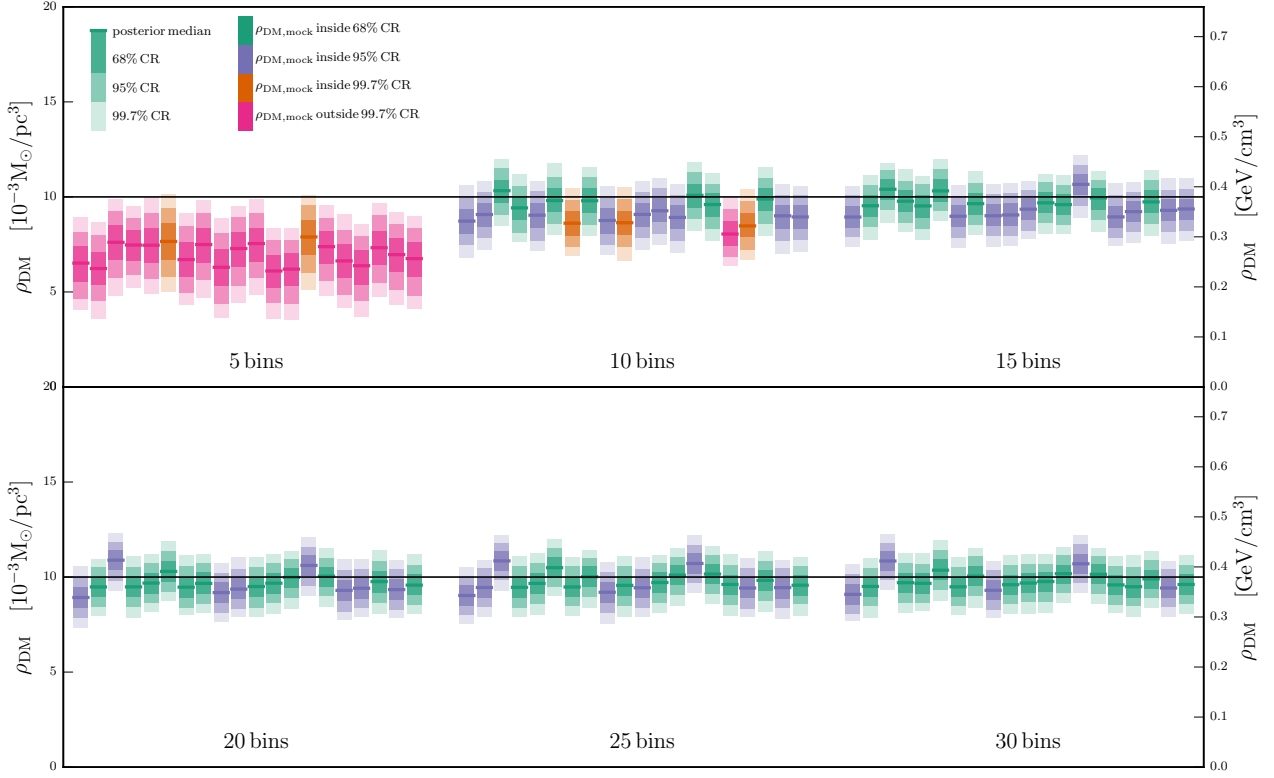 20
15
10
5
ρDM [10⁻³M⊙/pc³]
posterior median
68% CR
95% CR
99.7% CR
ρDM,mock inside 68% CR
ρDM,mock inside 95% CR
ρDM,mock inside 99.7% CR
ρDM,mock outside 99.7% CR
5 bins
10 bins
15 bins
0.7
0.6
0.5
0.4
0.3
0.2
0.1
0.0
ρDM [GeV/cm³]
20
15
10
5
0
ρDM [10⁻³M⊙/pc³]
20 bins
25 bins
30 bins
0.7
0.6
0.5
0.4
0.3
0.2
0.1
0.0
ρDM [GeV/cm³]